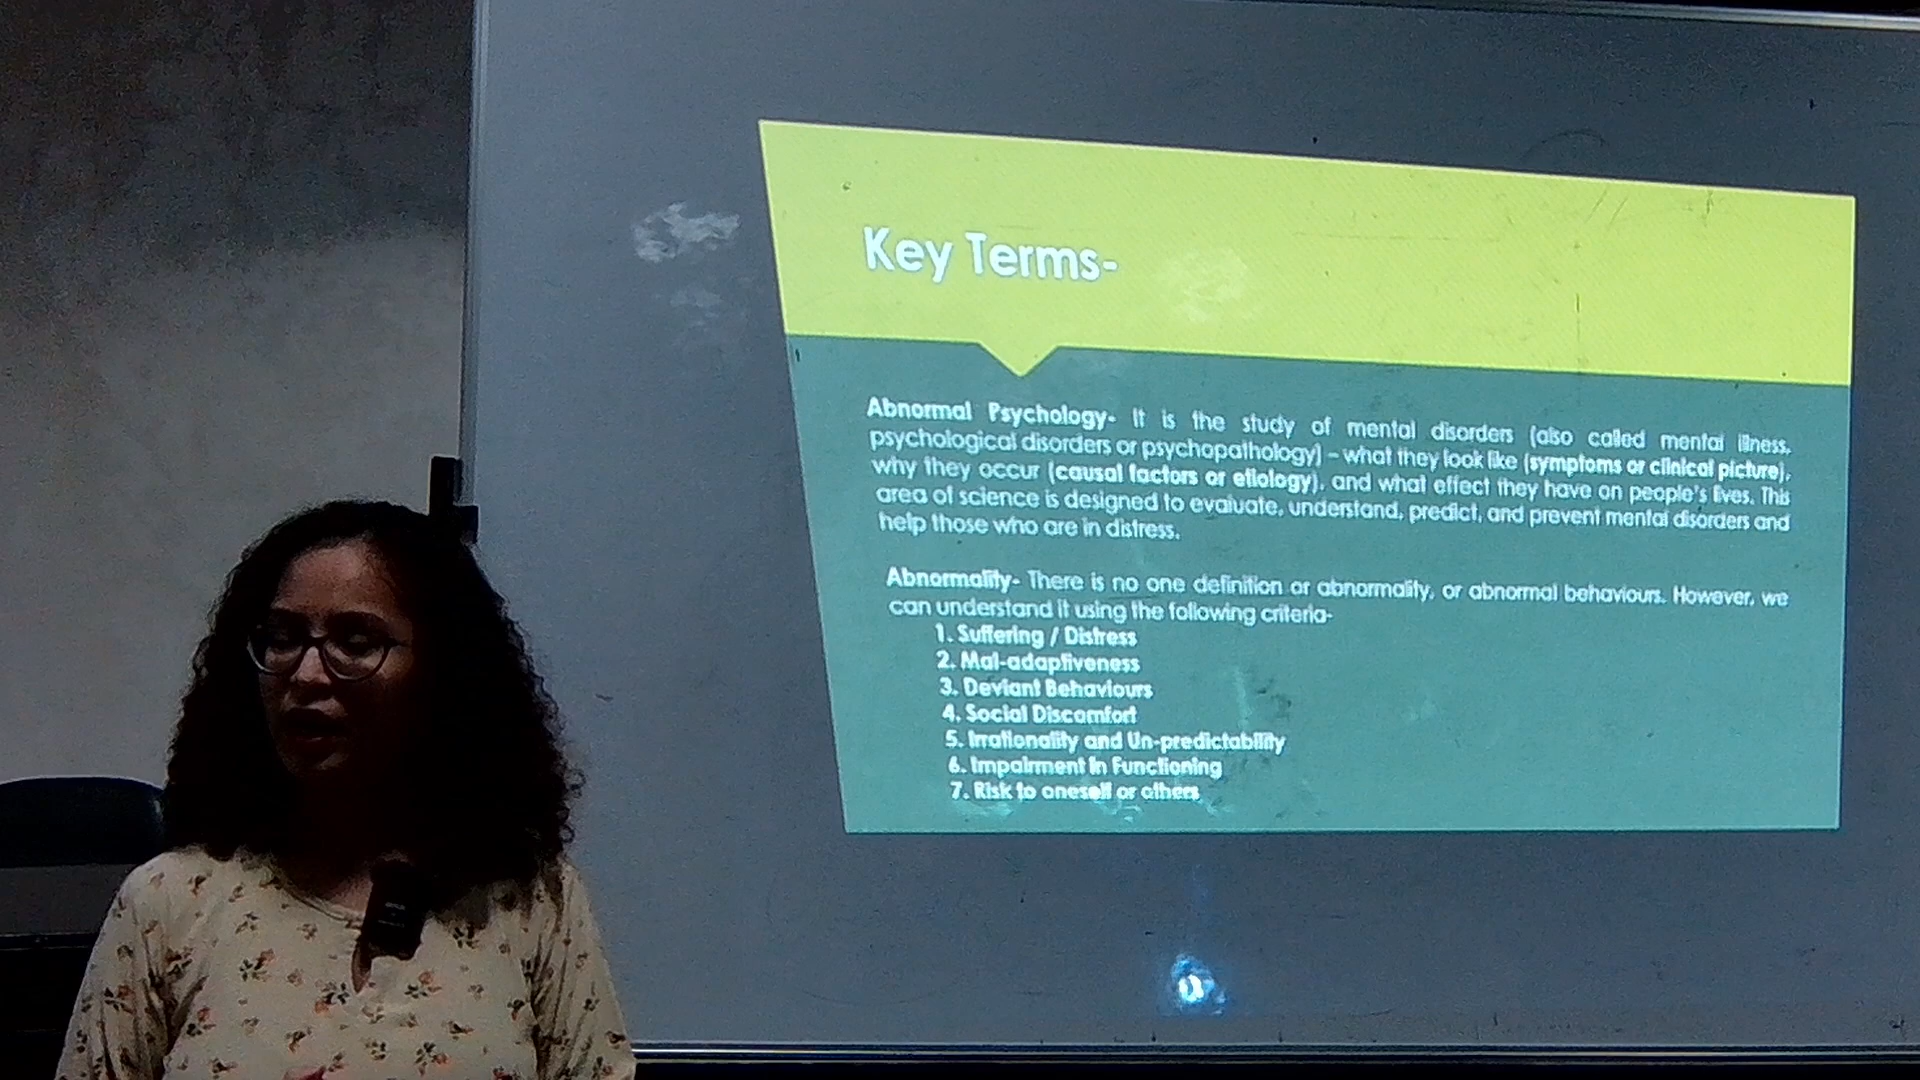 Key Terms-
Abnormal Psychology- It is the study of mental disorders (also called mental illness,
psychological disorders or psychopathology) – what they look like (symptoms or clinical picture),
why they occur (causal factors or etiology), and what effect they have on people's lives. This
area of science is designed to evaluate, understand, predict, and prevent mental disorders and
help those who are in distress.
Abnormality- There is no one definition or abnormality, or abnormal behaviours. However, we
can understand it using the following criteria-
1. Suffering / Distress
2. Mal-adaptiveness
3. Deviant Behaviours
4. Social Discomfort
5. Irrationality and Un-predictability
6. Impairment in Functioning
7. Risk to oneself or others